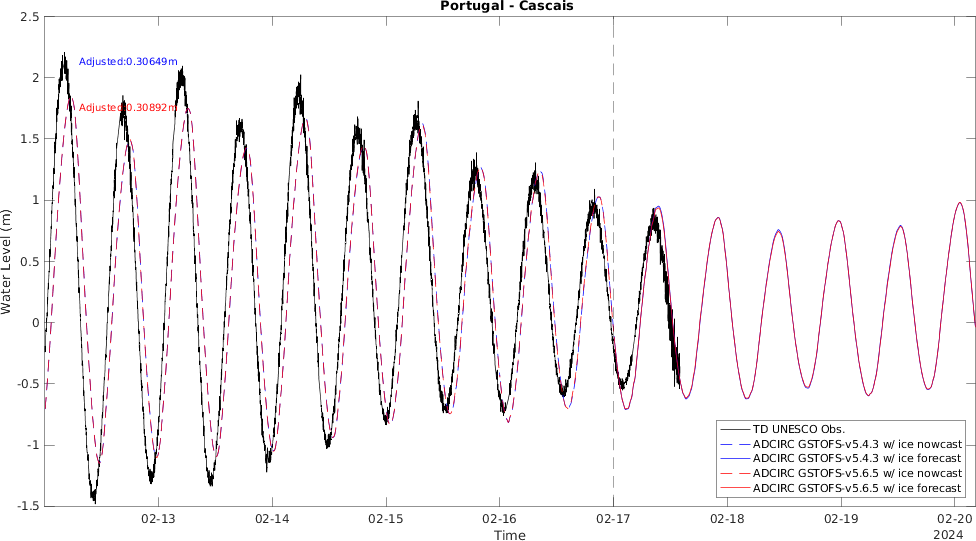 Portugal - Cascais
2.5
2
1.5
1
0.5
0
-0.5
-1
-1.5
Water Level (m)
Adjusted:0.30649m
Adjusted:0.30892m
TD UNESCO Obs.
ADCIRC GSTOFS-v5.4.3 w/ ice nowcast
ADCIRC GSTOFS-v5.4.3 w/ ice forecast
ADCIRC GSTOFS-v5.6.5 w/ ice nowcast
ADCIRC GSTOFS-v5.6.5 w/ ice forecast
02-13 02-14 02-15 02-16 02-17 02-18 02-19 02-20
Time
2024